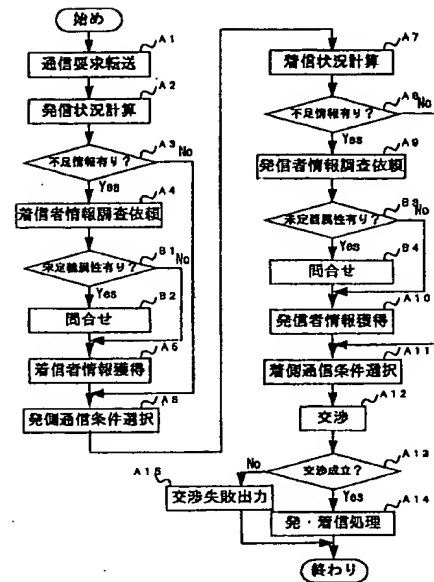 始め
A1
通信要求転送
A2
発信状況計算
A3
不足情報有り?
No
Yes
A4
着信者情報調査依頼
B1
未定義属性有り?
No
Yes
B2
問合せ
A5
着信者情報獲得
A6
発側通信条件選択
A7
着信状況計算
A8
不足情報有り?
No
Yes
A9
発信者情報調査依頼
B3
未定義属性有り?
No
Yes
B4
問合せ
A10
発信者情報獲得
A11
着側通信条件選択
A12
交渉
A13
交渉成立?
No
Yes
A15
交渉失敗出力
A14
発・着信処理
終わり